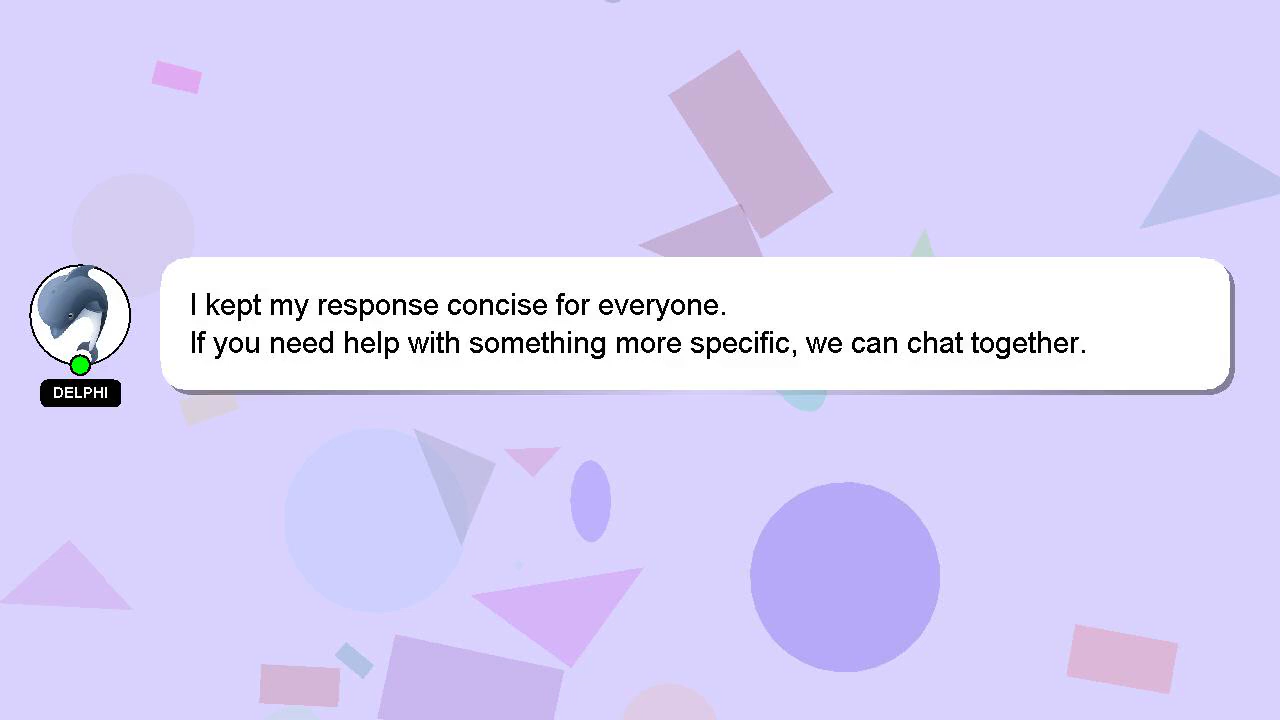 I kept my response concise for everyone.
If you need help with something more specific, we can chat together.
DELPHI